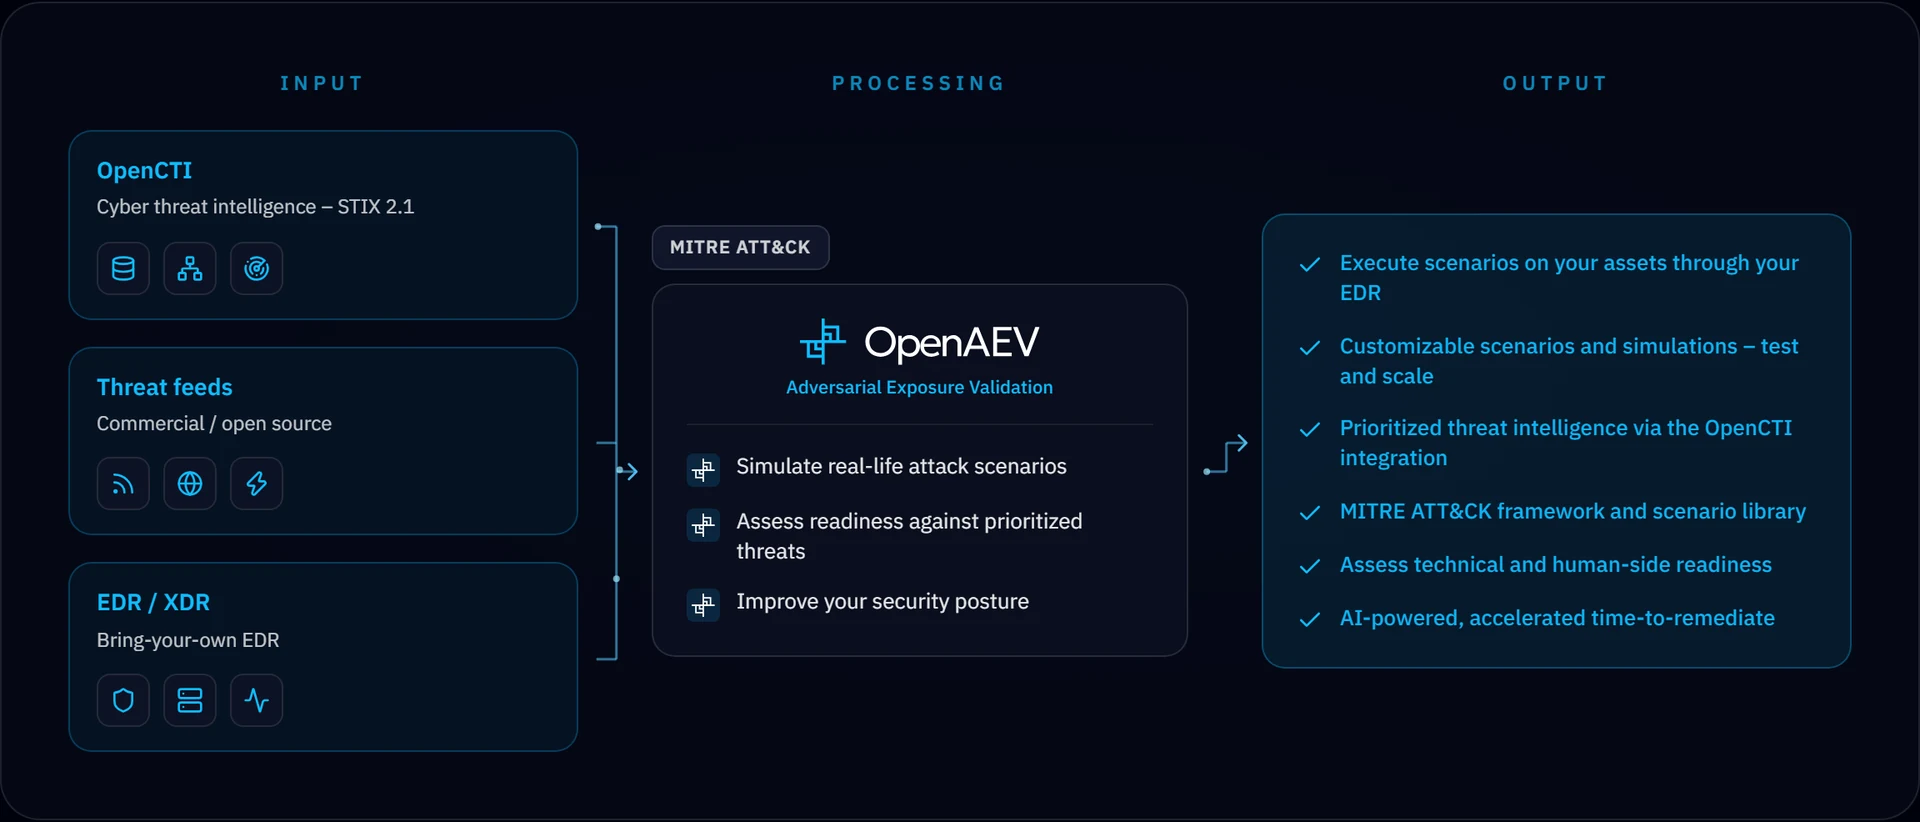 INPUT
PROCESSING
OUTPUT
OpenCTI
Cyber threat intelligence – STIX 2.1
Threat feeds
Commercial / open source
EDR / XDR
Bring-your-own EDR
MITRE ATT&CK
OpenAEV
Adversarial Exposure Validation
Simulate real-life attack scenarios
Assess readiness against prioritized
threats
Improve your security posture
Execute scenarios on your assets through your
EDR
Customizable scenarios and simulations – test
and scale
Prioritized threat intelligence via the OpenCTI
integration
MITRE ATT&CK framework and scenario library
Assess technical and human-side readiness
AI-powered, accelerated time-to-remediate